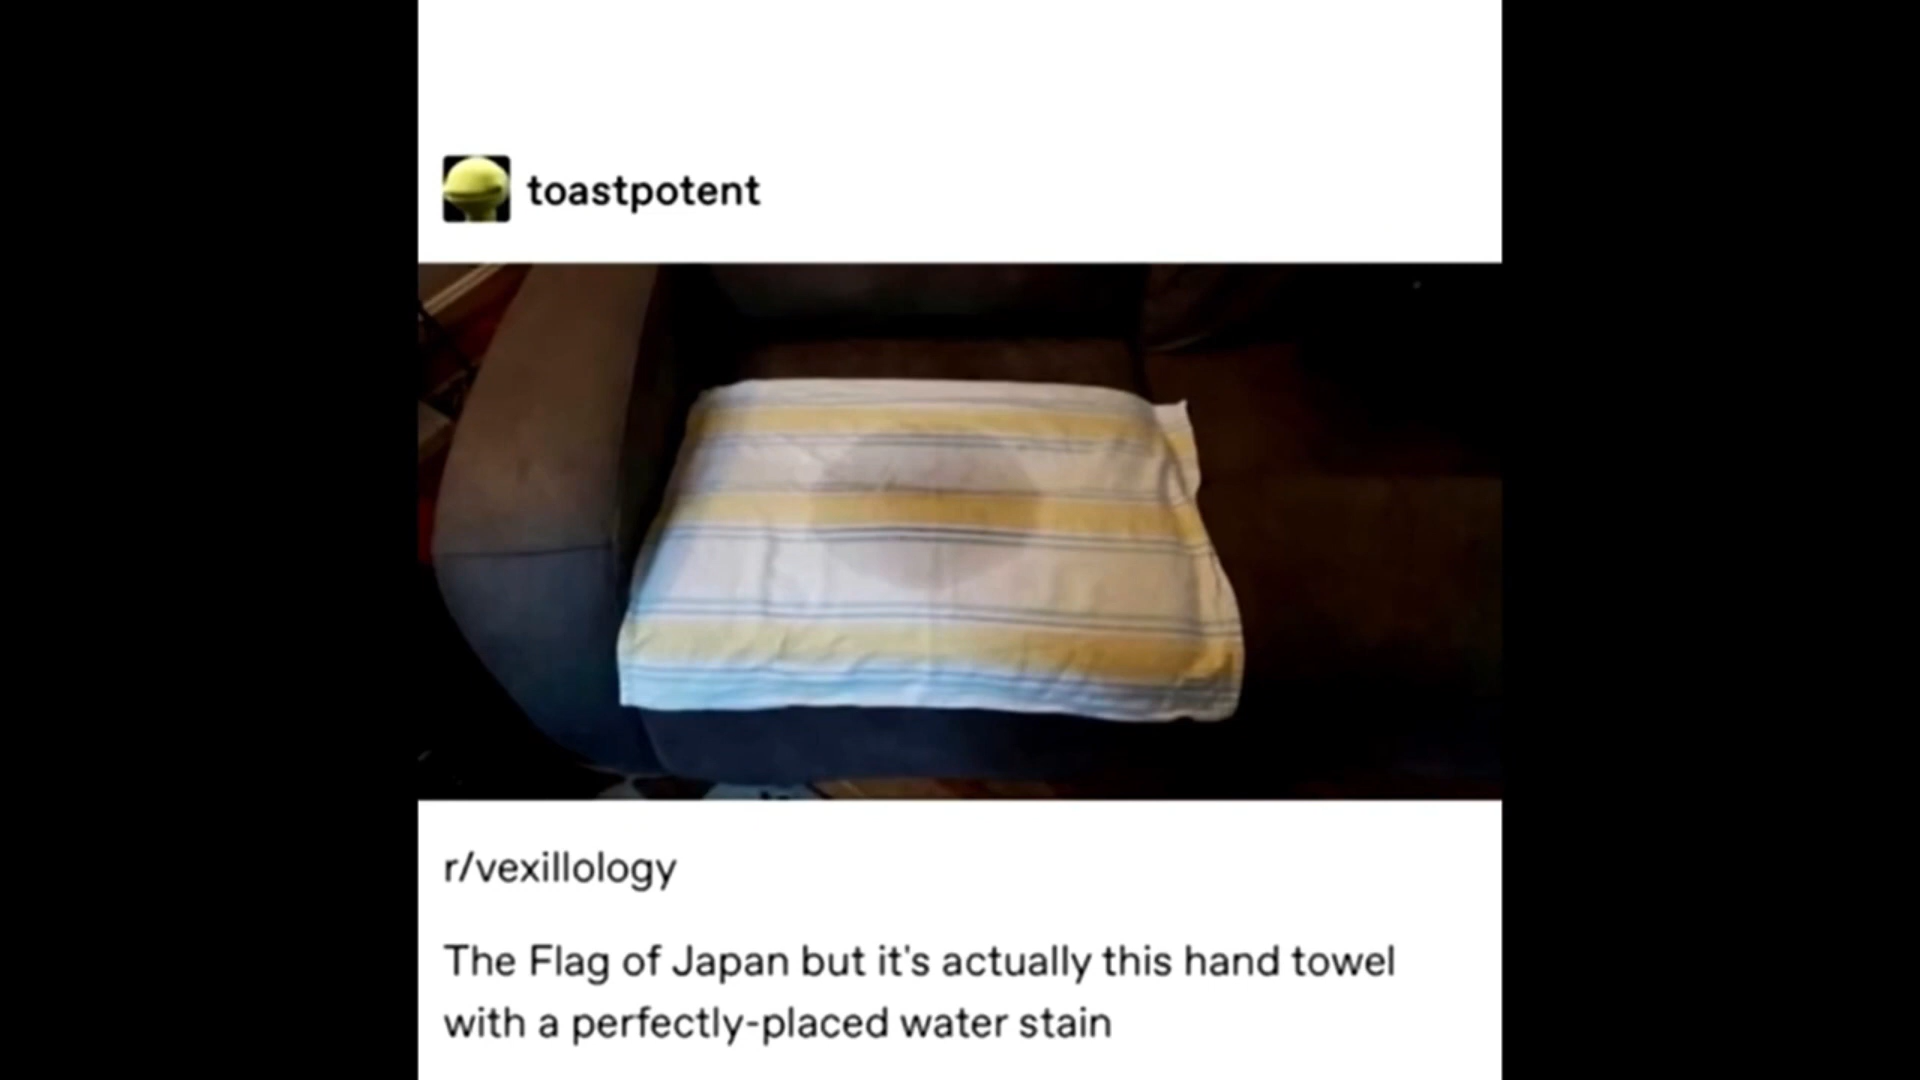 toastpotent
r/vexillology
The Flag of Japan but it's actually this hand towel
with a perfectly-placed water stain